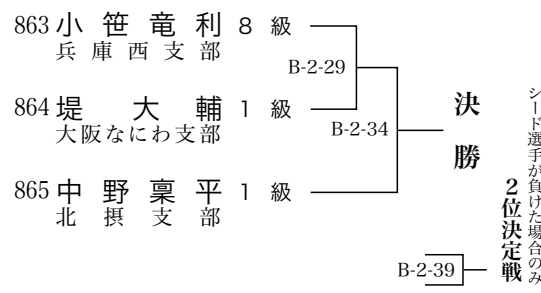 863 小笹竜利 8 級
兵庫西支部
B-2-29
864 堤大輔 1 級
大阪なにわ支部
B-2-34
865 中野稟平 1 級
北摂支部
決勝
シード選手が負けた場合のみ
2位決定戦
B-2-39